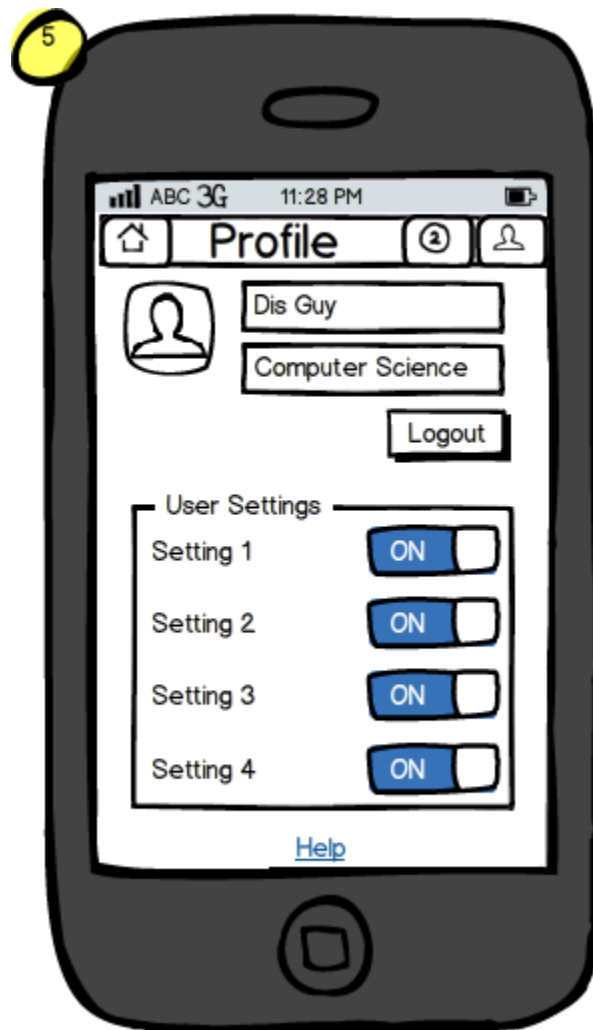 5
ABC 3G 11:28 PM
Profile 2
Dis Guy
Computer Science
Logout
User Settings
Setting 1 ON
Setting 2 ON
Setting 3 ON
Setting 4 ON
Help